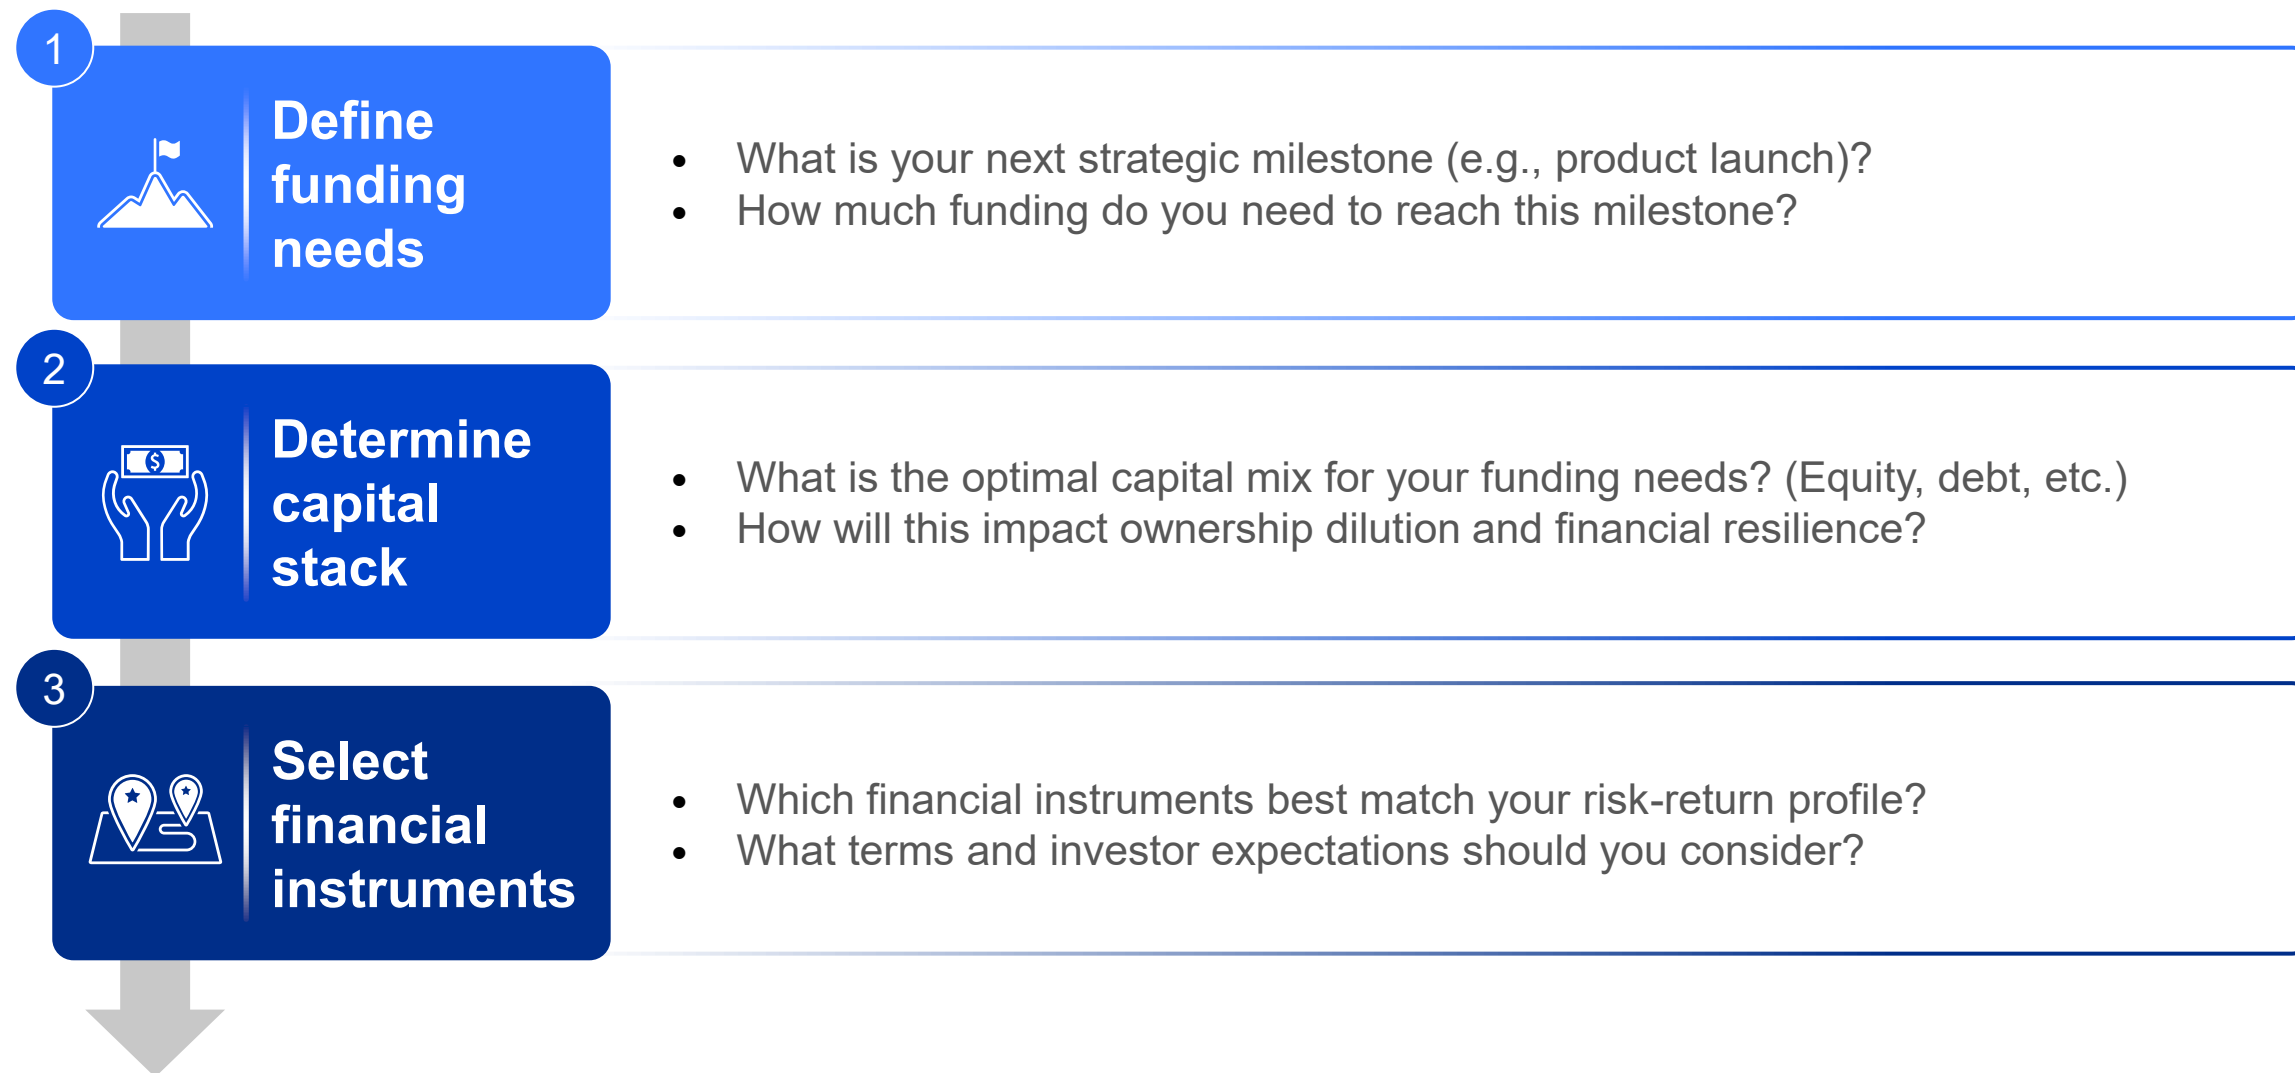 1
Define
funding
needs
• What is your next strategic milestone (e.g., product launch)?
• How much funding do you need to reach this milestone?
2
Determine
capital
stack
$
• What is the optimal capital mix for your funding needs? (Equity, debt, etc.)
• How will this impact ownership dilution and financial resilience?
3
Select
financial
instruments
• Which financial instruments best match your risk-return profile?
• What terms and investor expectations should you consider?